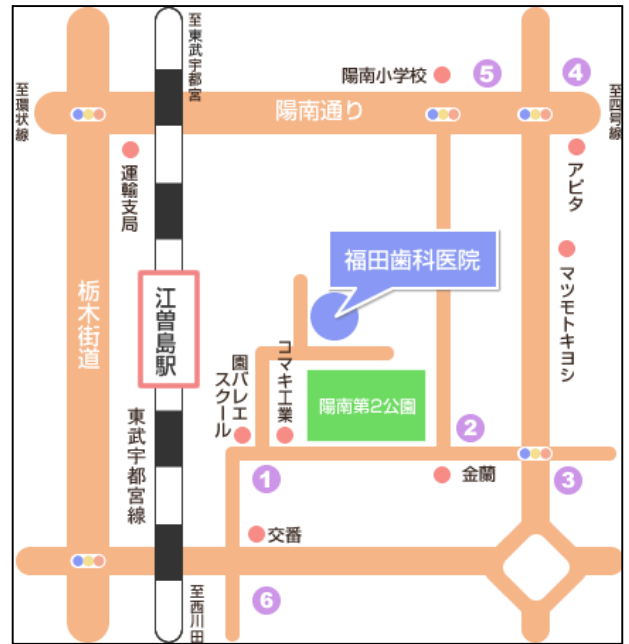 至東武宇都宮
至環状線
陽南小学校
5
4
至四号線
陽南通り
運輸支局
アピタ
福田歯科医院
マツモトキヨシ
栃木街道
江曽島駅
コマキ工業
園バレエ
スクール
陽南第2公園
東武宇都宮線
2
1
金蘭
3
交番
6
至西川田